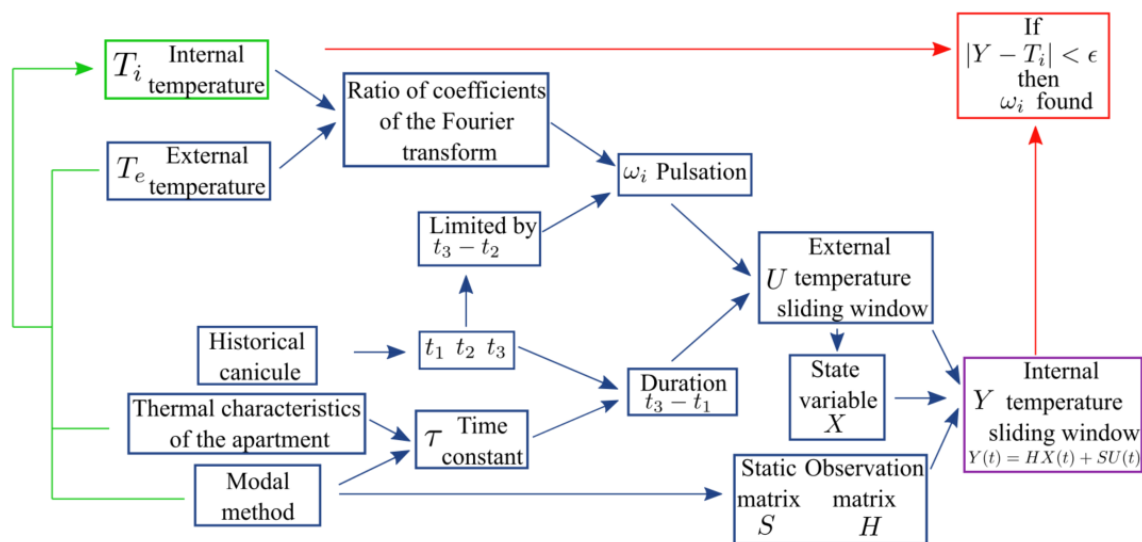 If
|Y − T_i| < ϵ
then
ω_i found
T_i Internal
temperature
Ratio of coefficients
of the Fourier
transform
T_e External
temperature
ω_i Pulsation
Limited by
t_3 − t_2
External
U temperature
sliding window
Historical
canicule
t_1 t_2 t_3
Duration
t_3 − t_1
State
variable
X
Internal
Y temperature
sliding window
Y(t) = HX(t) + SU(t)
Thermal characteristics
of the apartment
τ Time
constant
Modal
method
Static Observation
matrix matrix
S H